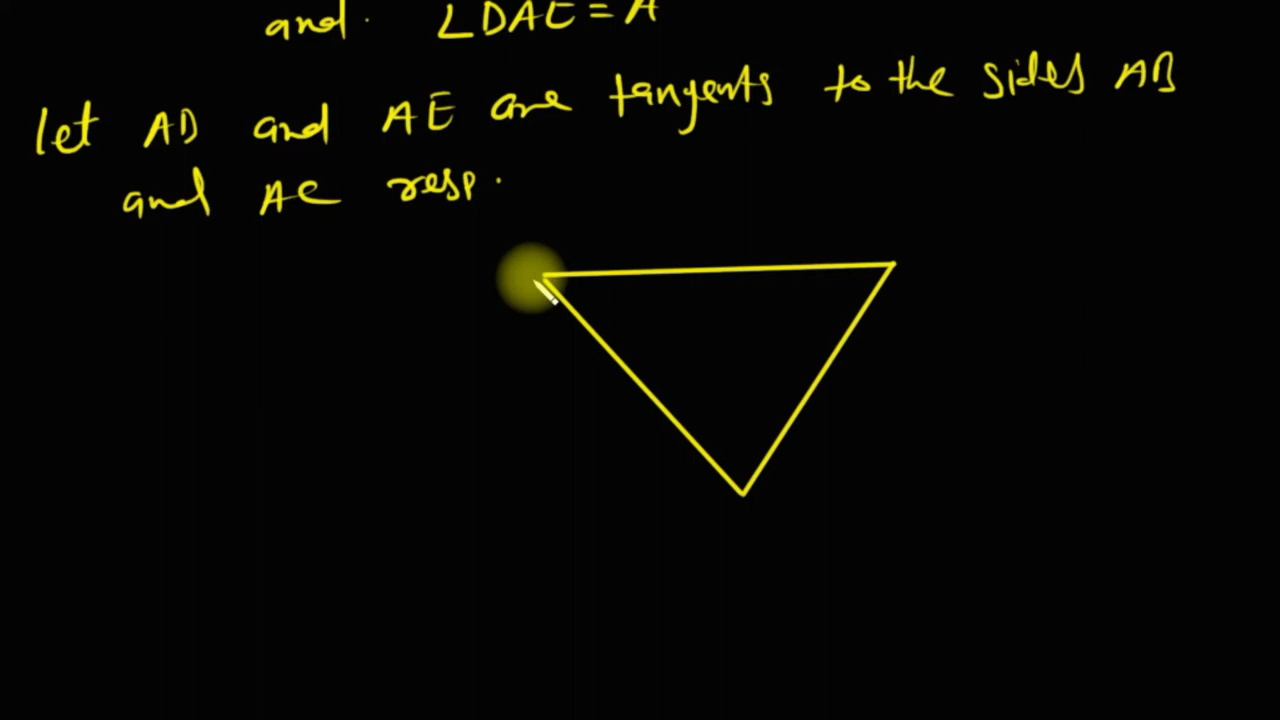 and. ∠DAE = A
let AD and AE are tangents to the sides AB
and AC resp.